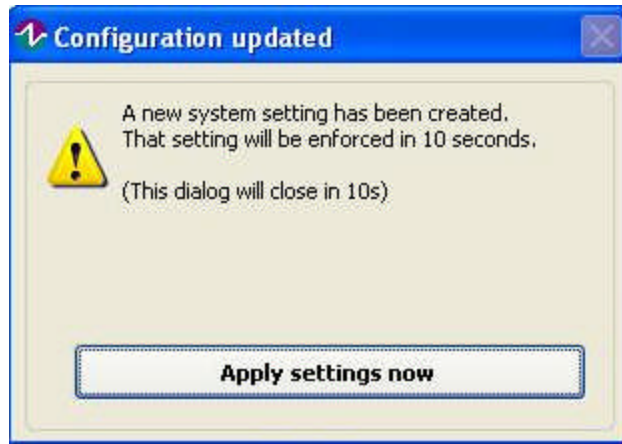 Configuration updated
A new system setting has been created.
That setting will be enforced in 10 seconds.
(This dialog will close in 10s)
Apply settings now